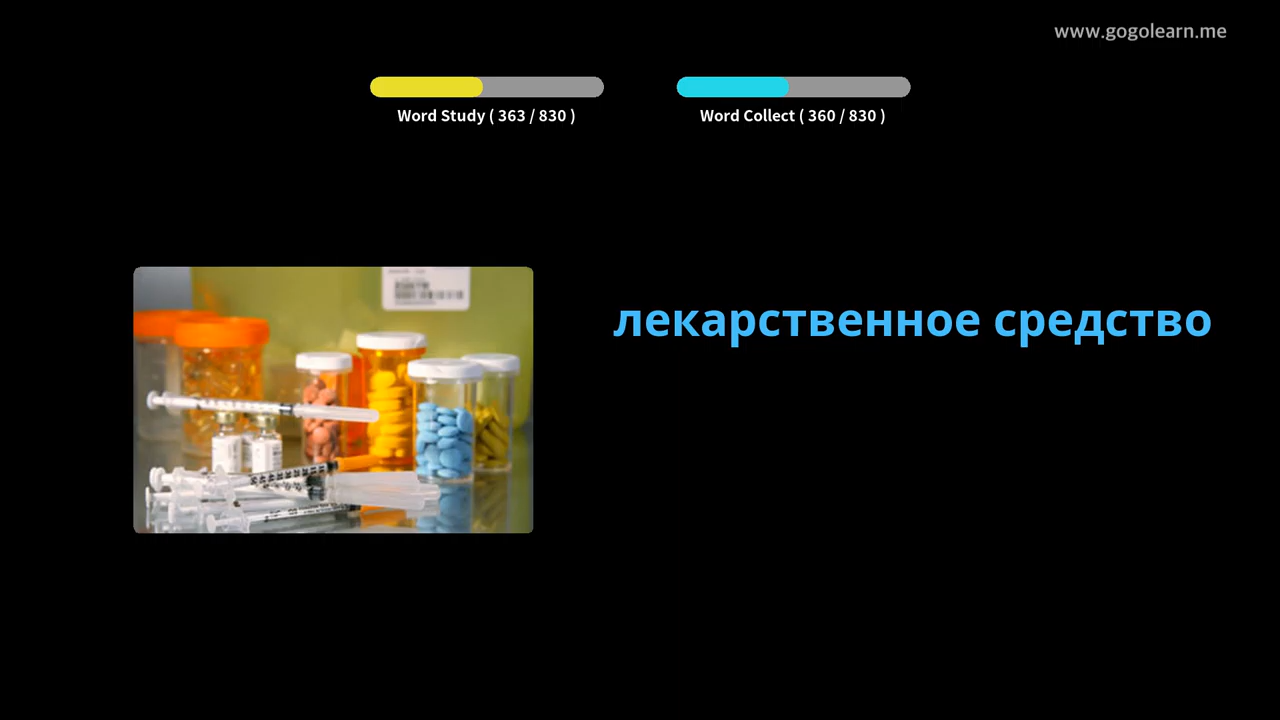 www.gogolearn.me
Word Study ( 363 / 830 )
Word Collect ( 360 / 830 )
лекарственное средство